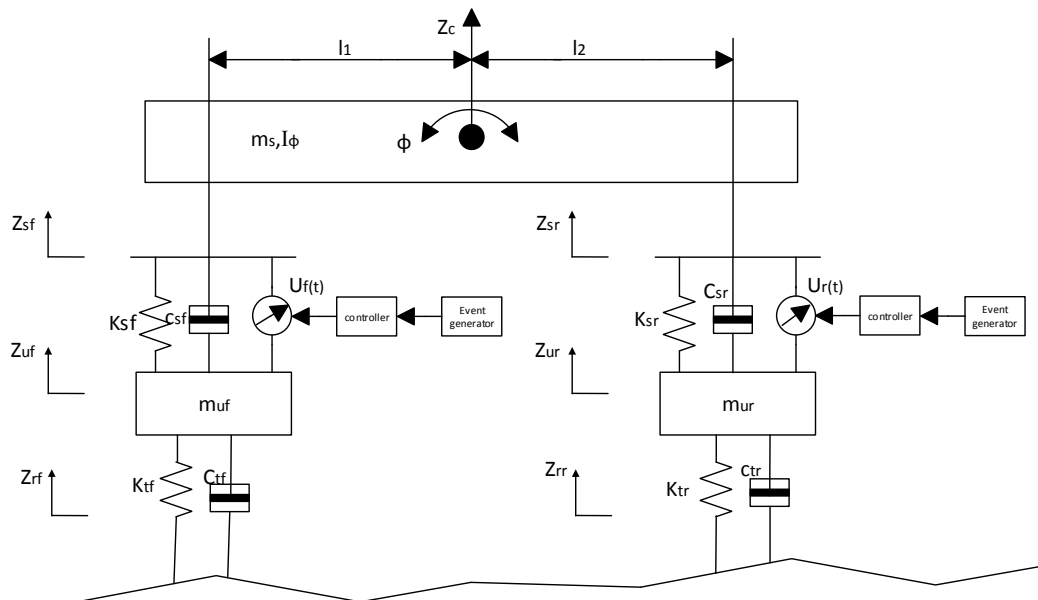 Zc
l1
l2
ms,Iϕ
ϕ
Zsf
Zsr
Uf(t)
Ur(t)
Ksf
csf
controller
Event
generator
Ksr
Csr
controller
Event
generator
Zuf
Zur
muf
mur
Zrf
Ktf
Ctf
Zrr
Ktr
ctr